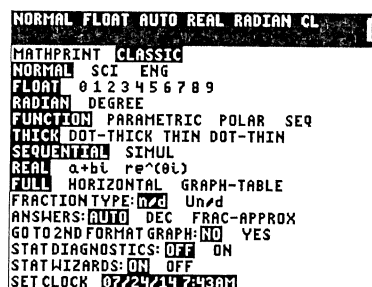 NORMAL FLOAT AUTO REAL RADIAN CL
MATHPRINT CLASSIC
NORMAL SCI ENG
FLOAT 0 1 2 3 4 5 6 7 8 9
RADIAN DEGREE
FUNCTION PARAMETRIC POLAR SEQ
THICK DOT-THICK THIN DOT-THIN
SEQUENTIAL SIMUL
REAL a+bi re^(θi)
FULL HORIZONTAL GRAPH-TABLE
FRACTION TYPE: n/d Un/d
ANSWERS: AUTO DEC FRAC-APPROX
GO TO 2ND FORMAT GRAPH: NO YES
STAT DIAGNOSTICS: OFF ON
STAT WIZARDS: ON OFF
SET CLOCK 07/24/14 7:43AM